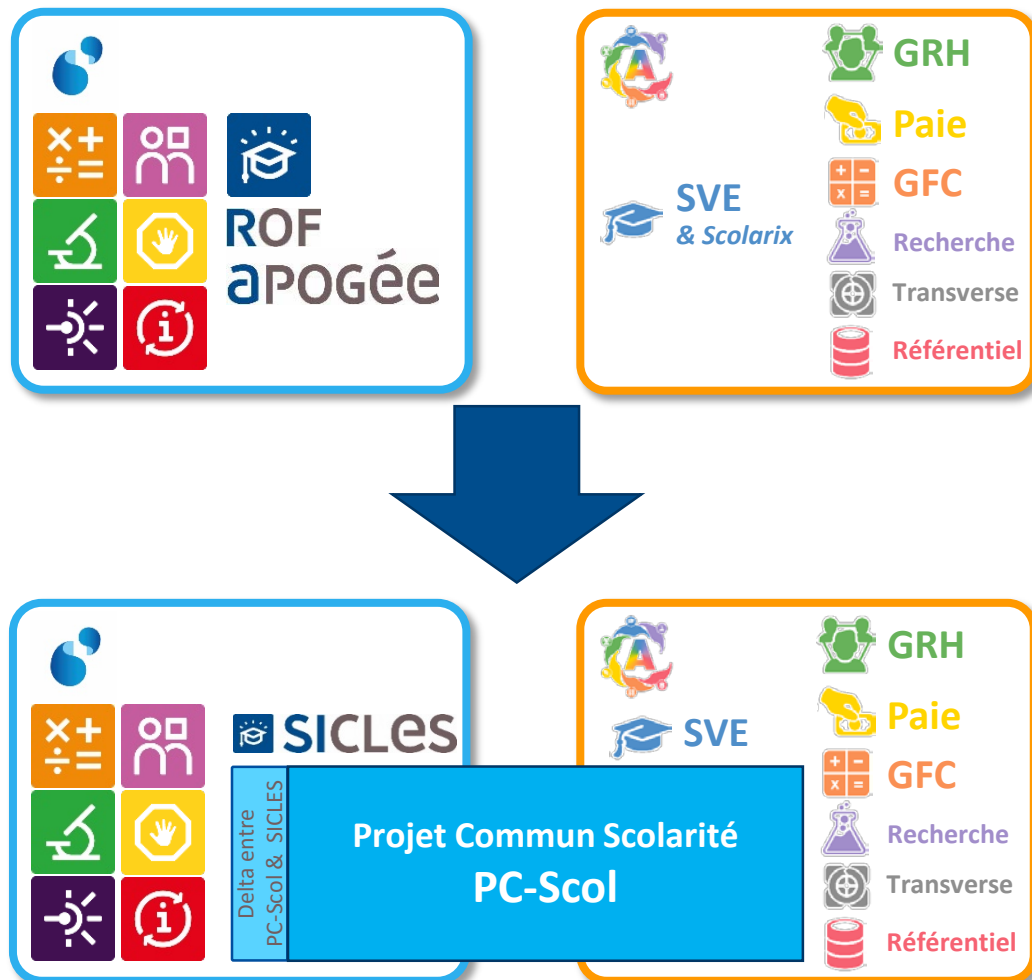 ROF
aPOGée
SVE
& Scolarix
GRH
Paie
GFC
Recherche
Transverse
Référentiel
SICLES
Delta entre
PC-Scol & SICLES
Projet Commun Scolarité
PC-Scol
SVE
GRH
Paie
GFC
Recherche
Transverse
Référentiel